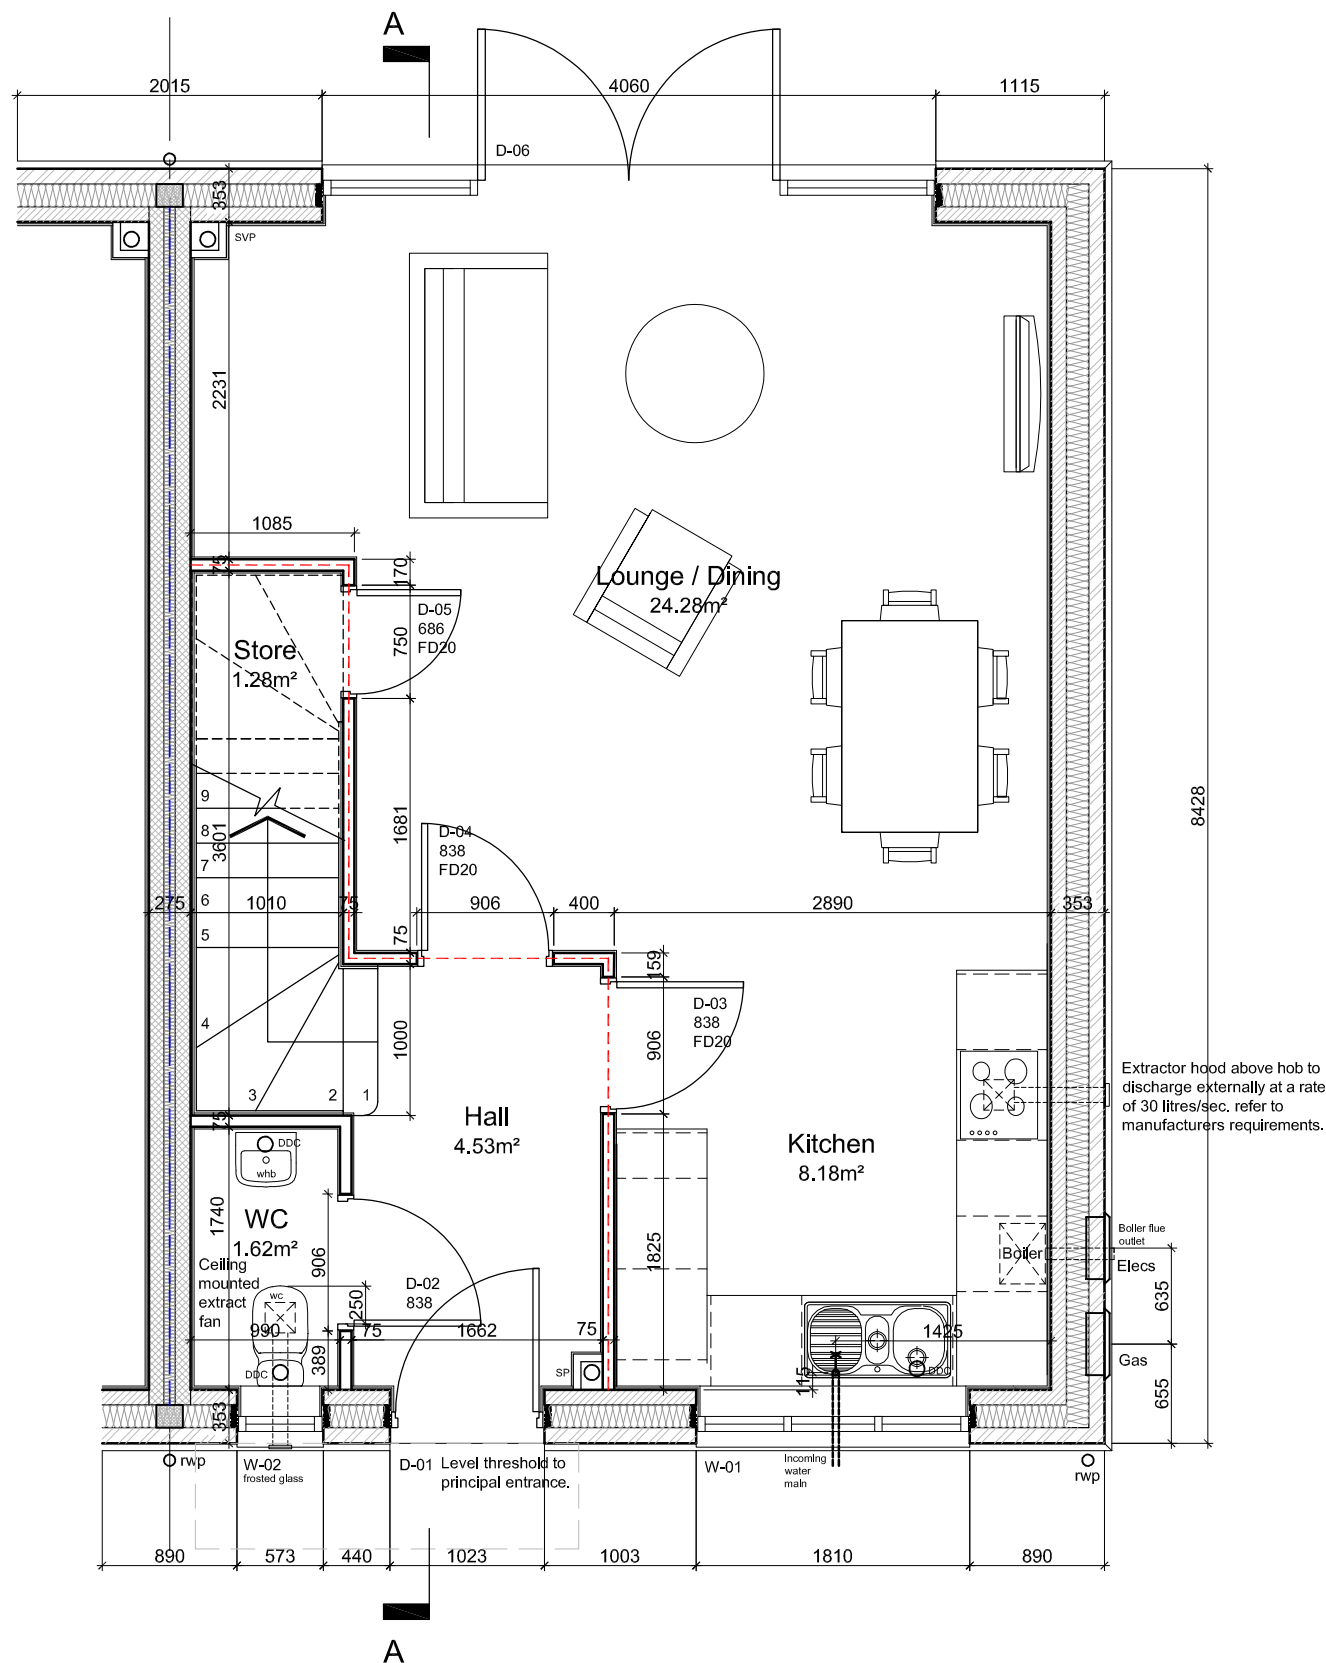 A
2015
4060
1115
D-06
353
SVP
2231
1085
75
170
Lounge / Dining
24.28m²
D-05
686
FD20
750
Store
1.28m²
9
8
7
6
5
4
3
2
1
3601
1681
D-04
838
FD20
8428
275
1010
75
906
400
2890
353
75
159
D-03
838
FD20
906
1000
Extractor hood above hob to
discharge externally at a rate
of 30 litres/sec. refer to
manufacturers requirements.
Hall
4.53m²
75
DDC
whb
Kitchen
8.18m²
1740
WC
1.62m²
906
1825
Boiler
Boiler flue
outlet
Elecs
Ceiling
mounted
extract
fan
wc
D-02
838
250
635
990
75
1662
75
1425
389
DDC
SP
115
DDC
Gas
655
353
rwp
W-02
frosted glass
D-01
Level threshold to
principal entrance.
W-01
Incoming
water
main
rwp
890
573
440
1023
1003
1810
890
A